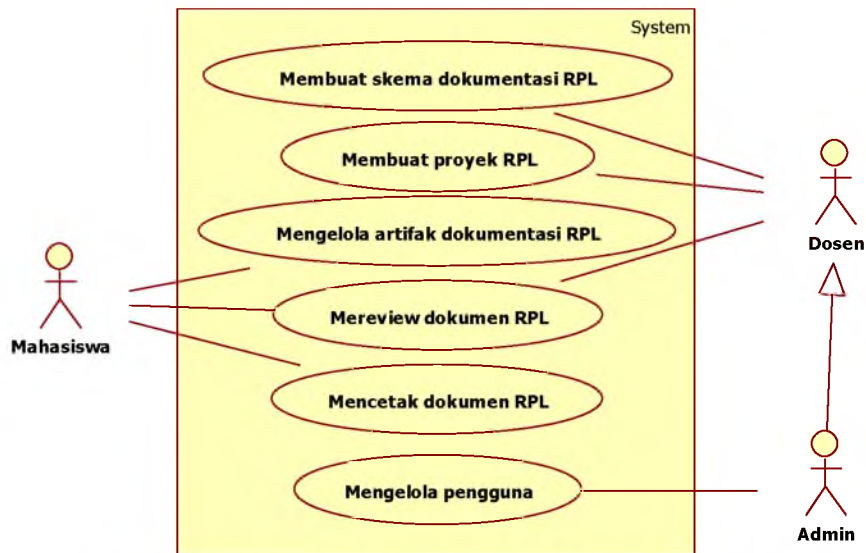 System
Membuat skema dokumentasi RPL
Membuat proyek RPL
Mengelola artifak dokumentasi RPL
Dosen
Mereview dokumen RPL
Mahasiswa
Mencetak dokumen RPL
Mengelola pengguna
Admin